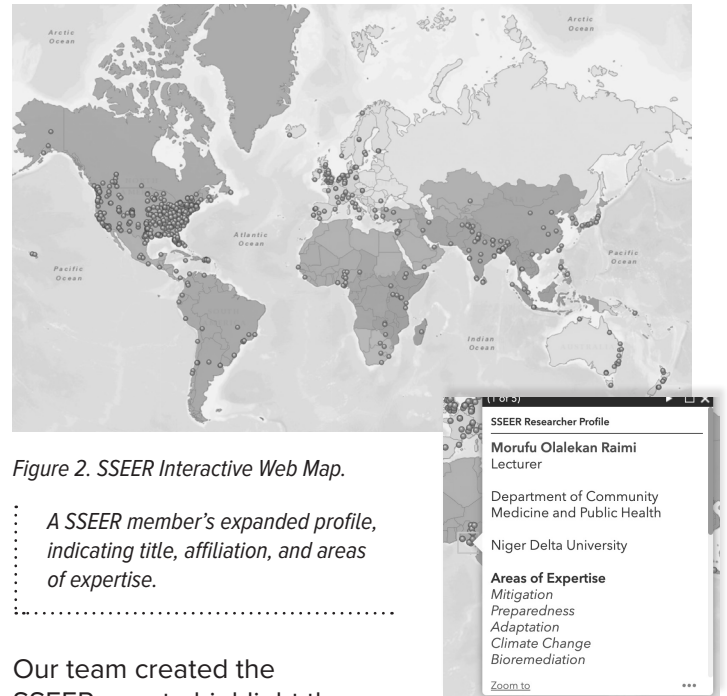 Arctic
Ocean
Arctic
Ocean
Atlantic
Ocean
Pacific
Ocean
Pacific
Ocean
Indian
Ocean
(1 of 5)
SSEER Researcher Profile
Morufu Olalekan Raimi
Lecturer
Department of Community
Medicine and Public Health
Niger Delta University
Areas of Expertise
Mitigation
Preparedness
Adaptation
Climate Change
Bioremediation
Zoom to
Figure 2. SSEER Interactive Web Map.
A SSEER member's expanded profile,
indicating title, affiliation, and areas
of expertise.
Our team created the
SSEER map to highlight the